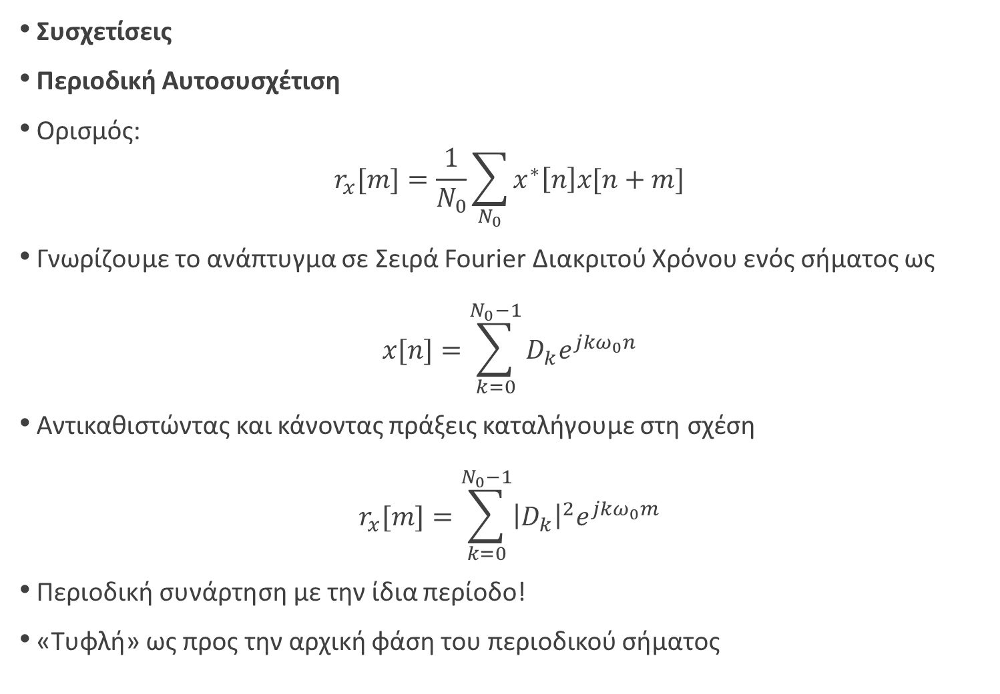 • Συσχετίσεις
• Περιοδική Αυτοσυσχέτιση
• Ορισμός:
$r_x[m] = \frac{1}{N_0} \sum_{N_0} x^*[n]x[n+m]$
• Γνωρίζουμε το ανάπτυγμα σε Σειρά Fourier Διακριτού Χρόνου ενός σήματος ως
$x[n] = \sum_{k=0}^{N_0-1} D_k e^{jk\omega_0 n}$
• Αντικαθιστώντας και κάνοντας πράξεις καταλήγουμε στη σχέση
$r_x[m] = \sum_{k=0}^{N_0-1} |D_k|^2 e^{jk\omega_0 m}$
• Περιοδική συνάρτηση με την ίδια περίοδο!
• «Τυφλή» ως προς την αρχική φάση του περιοδικού σήματος